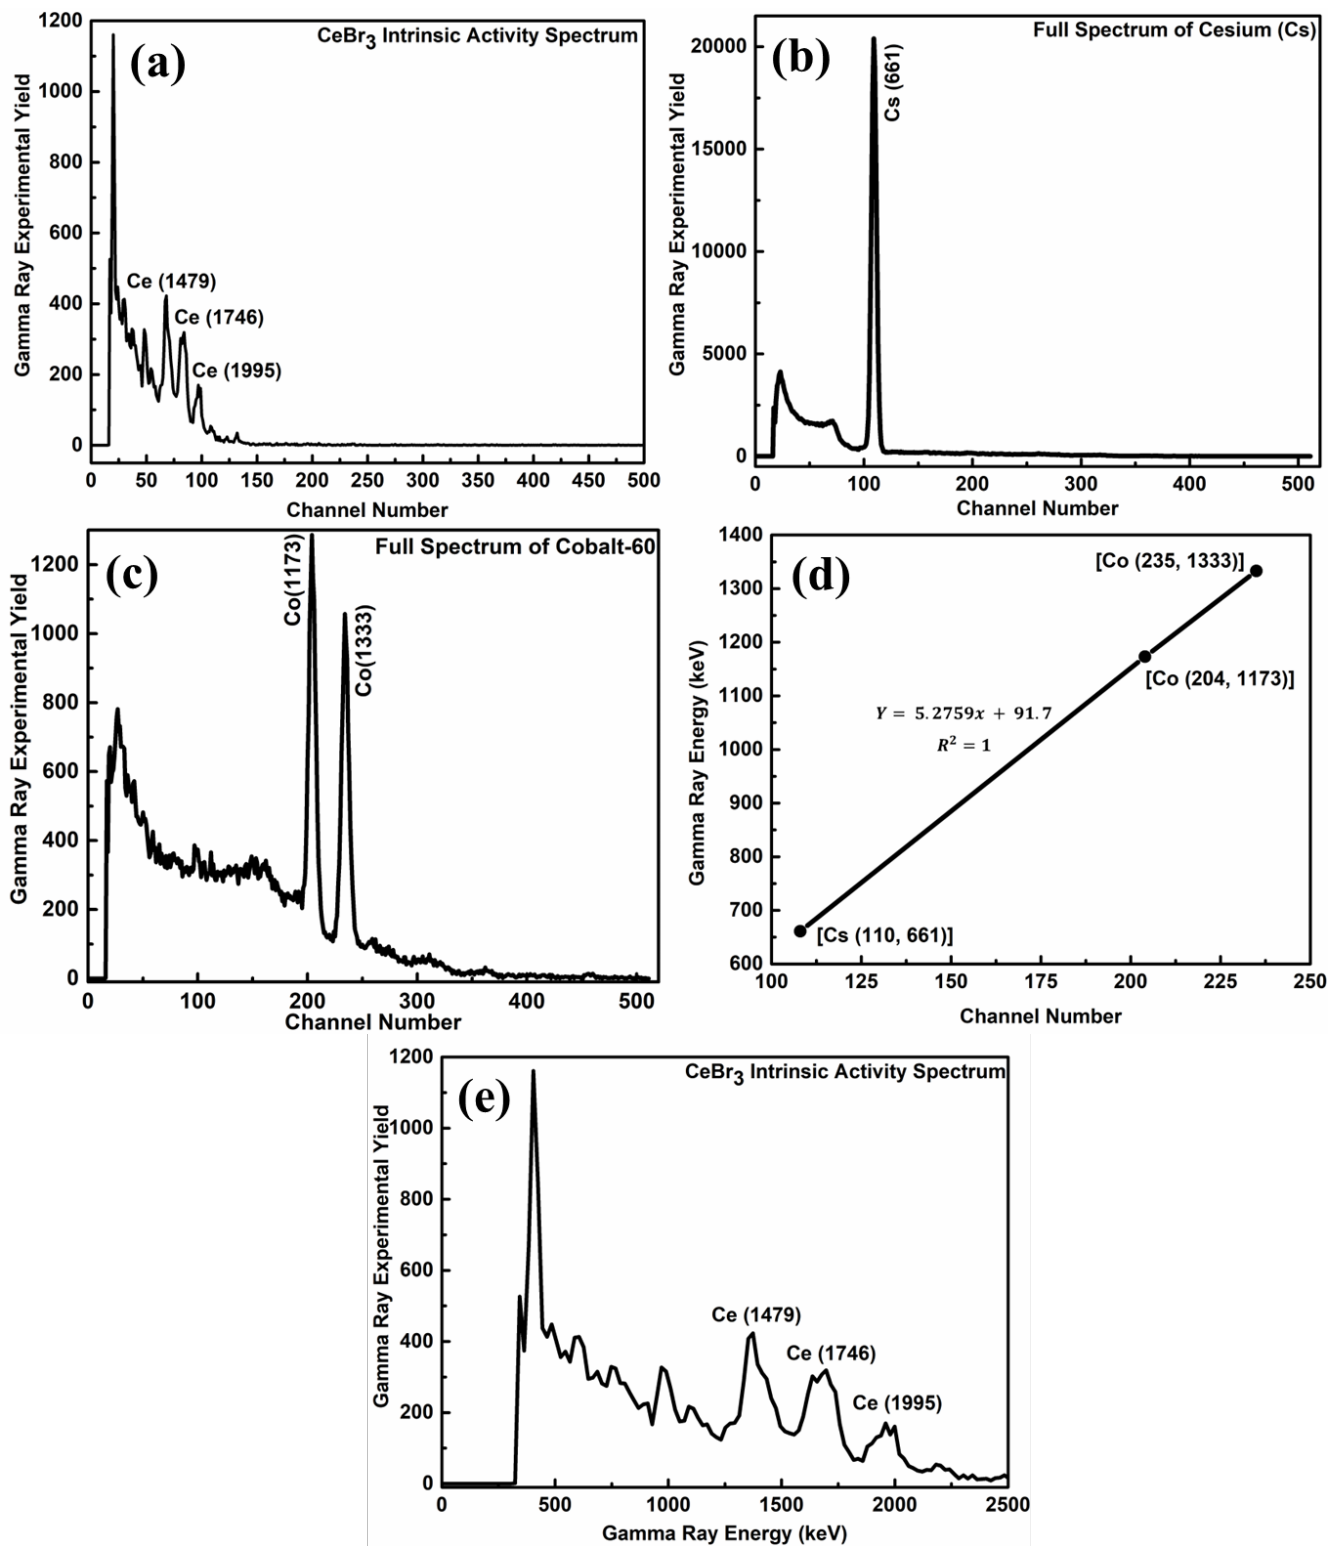 CeBr3 Intrinsic Activity Spectrum
(a)
Gamma Ray Experimental Yield
1200
1000
800
600
400
200
0
Ce (1479)
Ce (1746)
Ce (1995)
0 50 100 150 200 250 300 350 400 450 500
Channel Number
Full Spectrum of Cesium (Cs)
(b)
Gamma Ray Experimental Yield
20000
15000
10000
5000
0
Cs (661)
0 100 200 300 400 500
Channel Number
Full Spectrum of Cobalt-60
(c)
Gamma Ray Experimental Yield
1200
1000
800
600
400
200
0
Co(1173)
Co(1333)
0 100 200 300 400 500
Channel Number
(d)
Gamma Ray Energy (keV)
1400
1300
1200
1100
1000
900
800
700
600
[Co (235, 1333)]
[Co (204, 1173)]
Y = 5.2759x + 91.7
R² = 1
[Cs (110, 661)]
100 125 150 175 200 225 250
Channel Number
CeBr3 Intrinsic Activity Spectrum
(e)
Gamma Ray Experimental Yield
1200
1000
800
600
400
200
0
Ce (1479)
Ce (1746)
Ce (1995)
0 500 1000 1500 2000 2500
Gamma Ray Energy (keV)